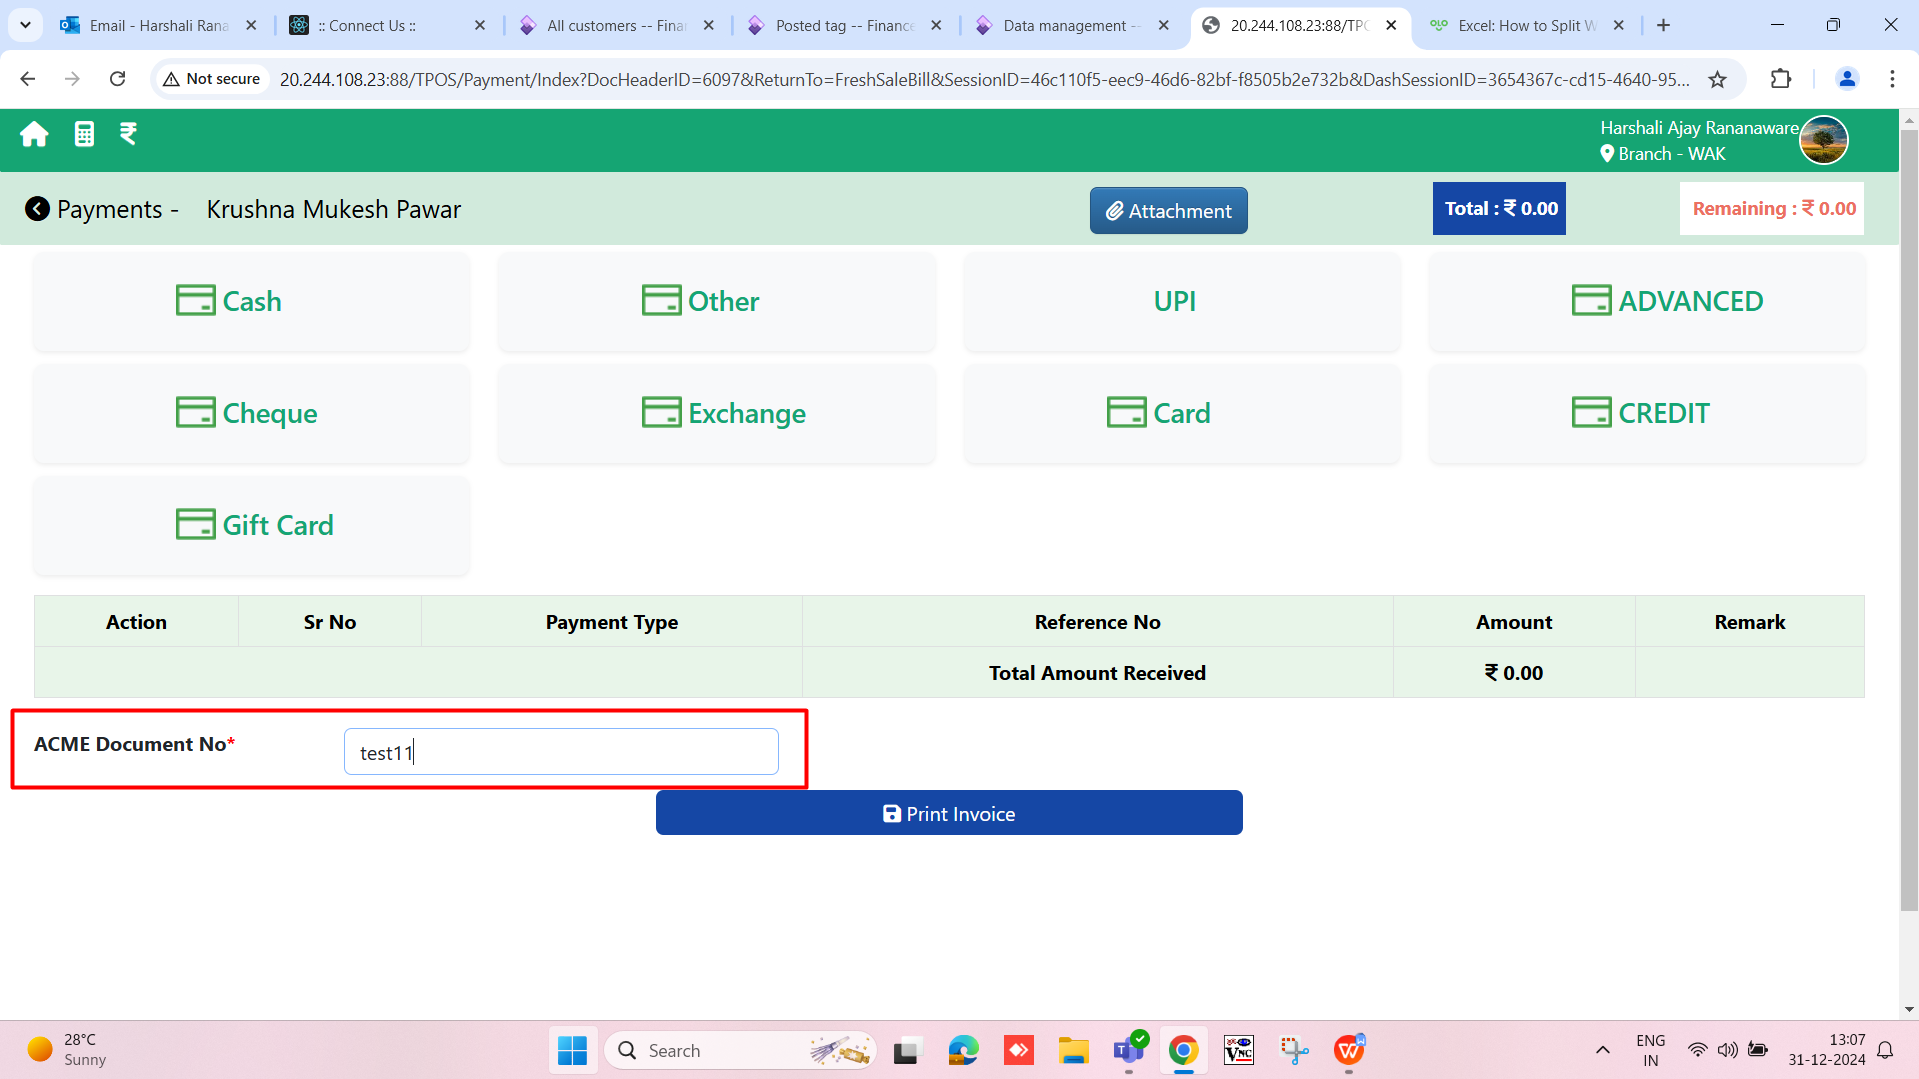 Email - Harshali Rana
:: Connect Us ::
All customers -- Finan
Posted tag -- Finance
Data management --
20.244.108.23:88/TPO
Excel: How to Split W
Not secure
20.244.108.23:88/TPOS/Payment/Index?DocHeaderID=6097&ReturnTo=FreshSaleBill&SessionID=46c110f5-eec9-46d6-82bf-f8505b2e732b&DashSessionID=3654367c-cd15-4640-95...
Harshali Ajay Rananaware
Branch - WAK
Payments - Krushna Mukesh Pawar
Attachment
Total : ₹ 0.00
Remaining : ₹ 0.00
Cash
Other
UPI
ADVANCED
Cheque
Exchange
Card
CREDIT
Gift Card
Action Sr No Payment Type Reference No Amount Remark
Total Amount Received ₹ 0.00
ACME Document No*
test11
Print Invoice
28°C
Sunny
Search
ENG
IN
13:07
31-12-2024